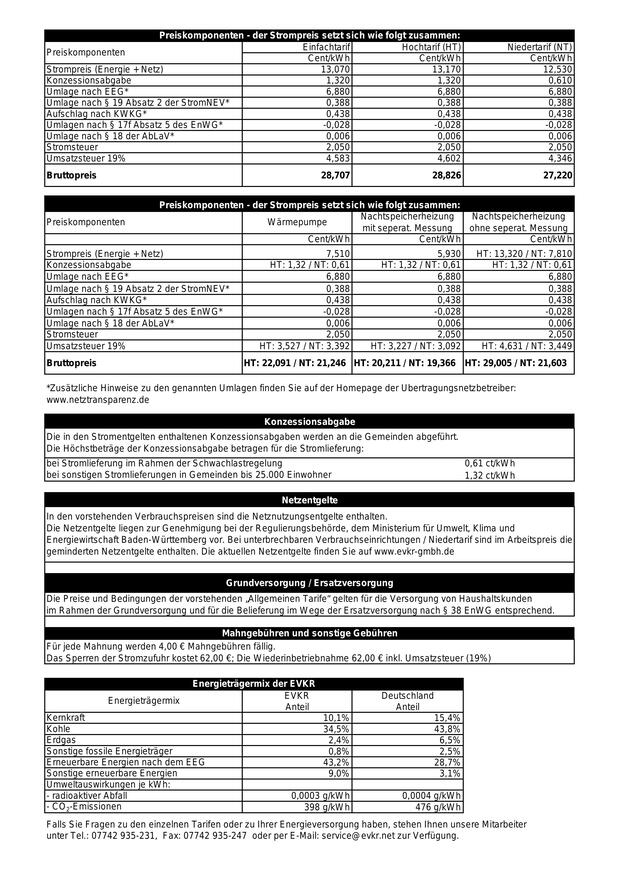 Preiskomponenten - der Strompreis setzt sich wie folgt zusammen:
Preiskomponenten Einfachtarif Hochtarif (HT) Niedertarif (NT)
Cent/kWh Cent/kWh Cent/kWh
Strompreis (Energie + Netz) 13,070 13,170 12,530
Konzessionsabgabe 1,320 1,320 0,610
Umlage nach EEG* 6,880 6,880 6,880
Umlage nach § 19 Absatz 2 der StromNEV* 0,388 0,388 0,388
Aufschlag nach KWKG* 0,438 0,438 0,438
Umlagen nach § 17f Absatz 5 des EnWG* -0,028 -0,028 -0,028
Umlage nach § 18 der AbLaV* 0,006 0,006 0,006
Stromsteuer 2,050 2,050 2,050
Umsatzsteuer 19% 4,583 4,602 4,346
Bruttopreis 28,707 28,826 27,220
Preiskomponenten - der Strompreis setzt sich wie folgt zusammen:
Preiskomponenten Wärmepumpe Nachtspeicherheizung mit seperat. Messung Nachtspeicherheizung ohne seperat. Messung
Cent/kWh Cent/kWh Cent/kWh
Strompreis (Energie + Netz) 7,510 5,930 HT: 13,320 / NT: 7,810
Konzessionsabgabe HT: 1,32 / NT: 0,61 HT: 1,32 / NT: 0,61 HT: 1,32 / NT: 0,61
Umlage nach EEG* 6,880 6,880 6,880
Umlage nach § 19 Absatz 2 der StromNEV* 0,388 0,388 0,388
Aufschlag nach KWKG* 0,438 0,438 0,438
Umlagen nach § 17f Absatz 5 des EnWG* -0,028 -0,028 -0,028
Umlage nach § 18 der AbLaV* 0,006 0,006 0,006
Stromsteuer 2,050 2,050 2,050
Umsatzsteuer 19% HT: 3,527 / NT: 3,392 HT: 3,227 / NT: 3,092 HT: 4,631 / NT: 3,449
Bruttopreis HT: 22,091 / NT: 21,246 HT: 20,211 / NT: 19,366 HT: 29,005 / NT: 21,603
*Zusätzliche Hinweise zu den genannten Umlagen finden Sie auf der Homepage der Übertragungsnetzbetreiber:
www.netztransparenz.de
Konzessionsabgabe
Die in den Stromentgelten enthaltenen Konzessionsabgaben werden an die Gemeinden abgeführt.
Die Höchstbeträge der Konzessionsabgabe betragen für die Stromlieferung:
bei Stromlieferung im Rahmen der Schwachlastregelung 0,61 ct/kWh
bei sonstigen Stromlieferungen in Gemeinden bis 25.000 Einwohner 1,32 ct/kWh
Netzentgelte
In den vorstehenden Verbrauchspreisen sind die Netznutzungsentgelte enthalten.
Die Netzentgelte liegen zur Genehmigung bei der Regulierungsbehörde, dem Ministerium für Umwelt, Klima und
Energiewirtschaft Baden-Württemberg vor. Bei unterbrechbaren Verbrauchseinrichtungen / Niedertarif sind im Arbeitspreis die
geminderten Netzentgelte enthalten. Die aktuellen Netzentgelte finden Sie auf www.evkr-gmbh.de
Grundversorgung / Ersatzversorgung
Die Preise und Bedingungen der vorstehenden „Allgemeinen Tarife“ gelten für die Versorgung von Haushaltskunden
im Rahmen der Grundversorgung und für die Belieferung im Wege der Ersatzversorgung nach § 38 EnWG entsprechend.
Mahngebühren und sonstige Gebühren
Für jede Mahnung werden 4,00 € Mahngebühren fällig.
Das Sperren der Stromzufuhr kostet 62,00 €; Die Wiederinbetriebnahme 62,00 € inkl. Umsatzsteuer (19%)
Energieträgermix der EVKR
Energieträgermix EVKR Anteil Deutschland Anteil
Kernkraft 10,1% 15,4%
Kohle 34,5% 43,8%
Erdgas 2,4% 6,5%
Sonstige fossile Energieträger 0,8% 2,5%
Erneuerbare Energien nach dem EEG 43,2% 28,7%
Sonstige erneuerbare Energien 9,0% 3,1%
Umweltauswirkungen je kWh:
- radioaktiver Abfall 0,0003 g/kWh 0,0004 g/kWh
- CO₂-Emissionen 398 g/kWh 476 g/kWh
Falls Sie Fragen zu den einzelnen Tarifen oder zu Ihrer Energieversorgung haben, stehen Ihnen unsere Mitarbeiter
unter Tel.: 07742 935-231, Fax: 07742 935-247 oder per E-Mail: service@evkr.net zur Verfügung.